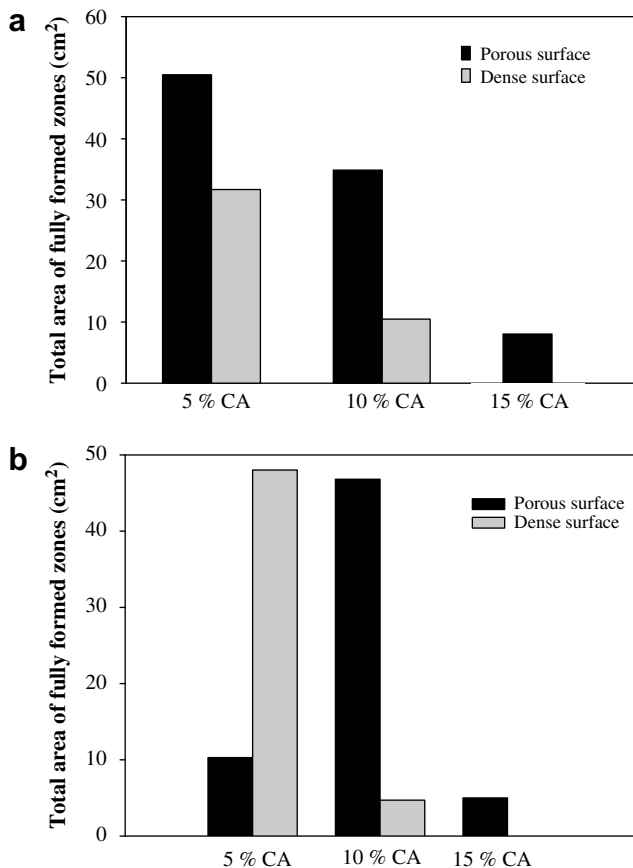 a
Total area of fully formed zones (cm²)
60
50
40
30
20
10
0
Porous surface
Dense surface
5 % CA
10 % CA
15 % CA
b
Total area of fully formed zones (cm²)
50
40
30
20
10
0
Porous surface
Dense surface
5 % CA
10 % CA
15 % CA